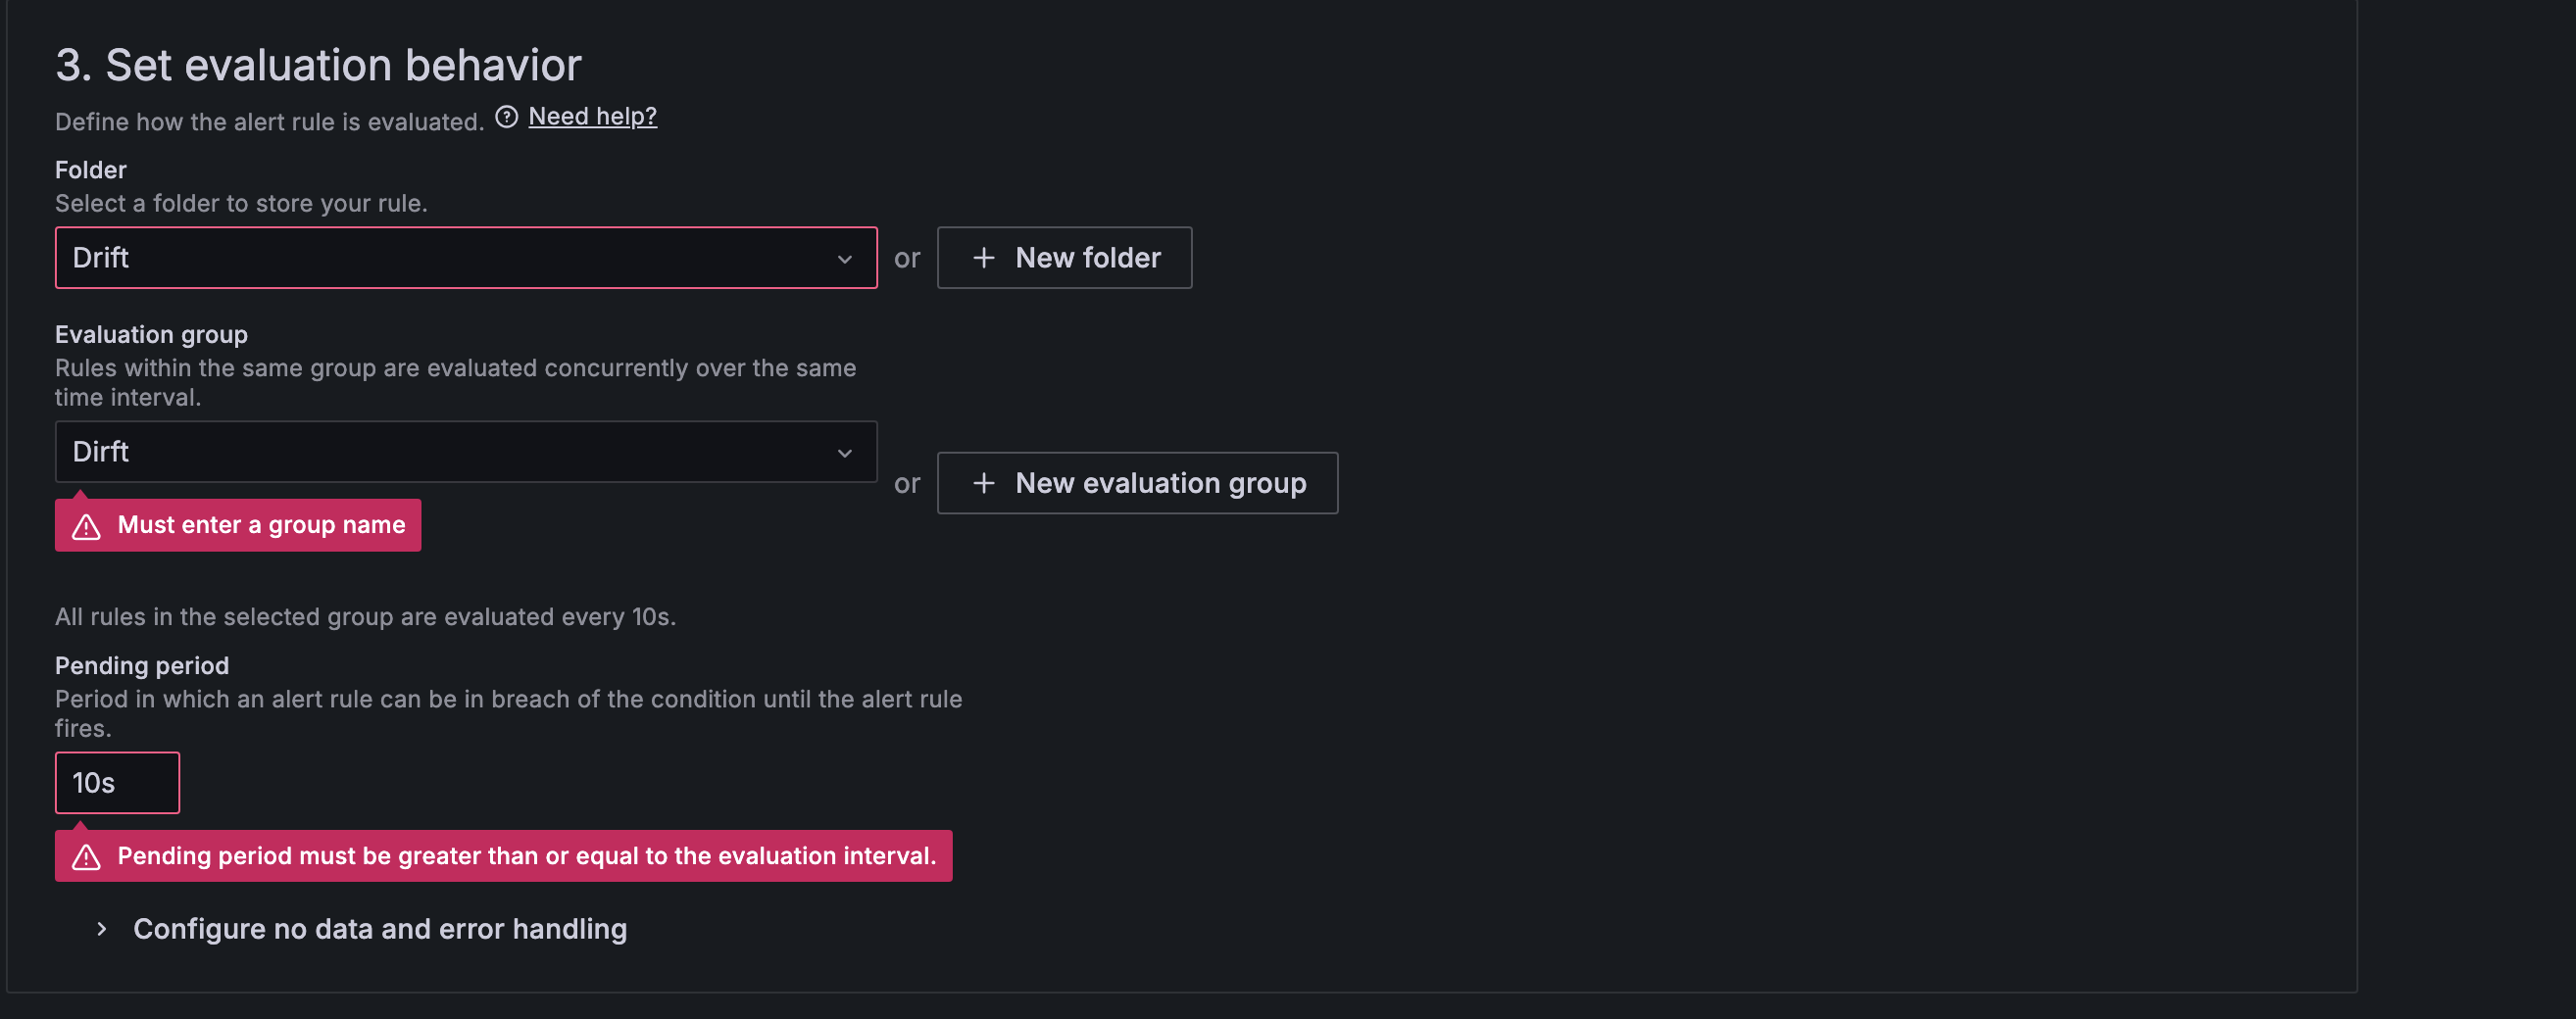 3. Set evaluation behavior
Define how the alert rule is evaluated. Need help?
Folder
Select a folder to store your rule.
Drift or New folder
Evaluation group
Rules within the same group are evaluated concurrently over the same
time interval.
Dirft
or New evaluation group
Must enter a group name
All rules in the selected group are evaluated every 10s.
Pending period
Period in which an alert rule can be in breach of the condition until the alert rule
fires.
10s
Pending period must be greater than or equal to the evaluation interval.
Configure no data and error handling